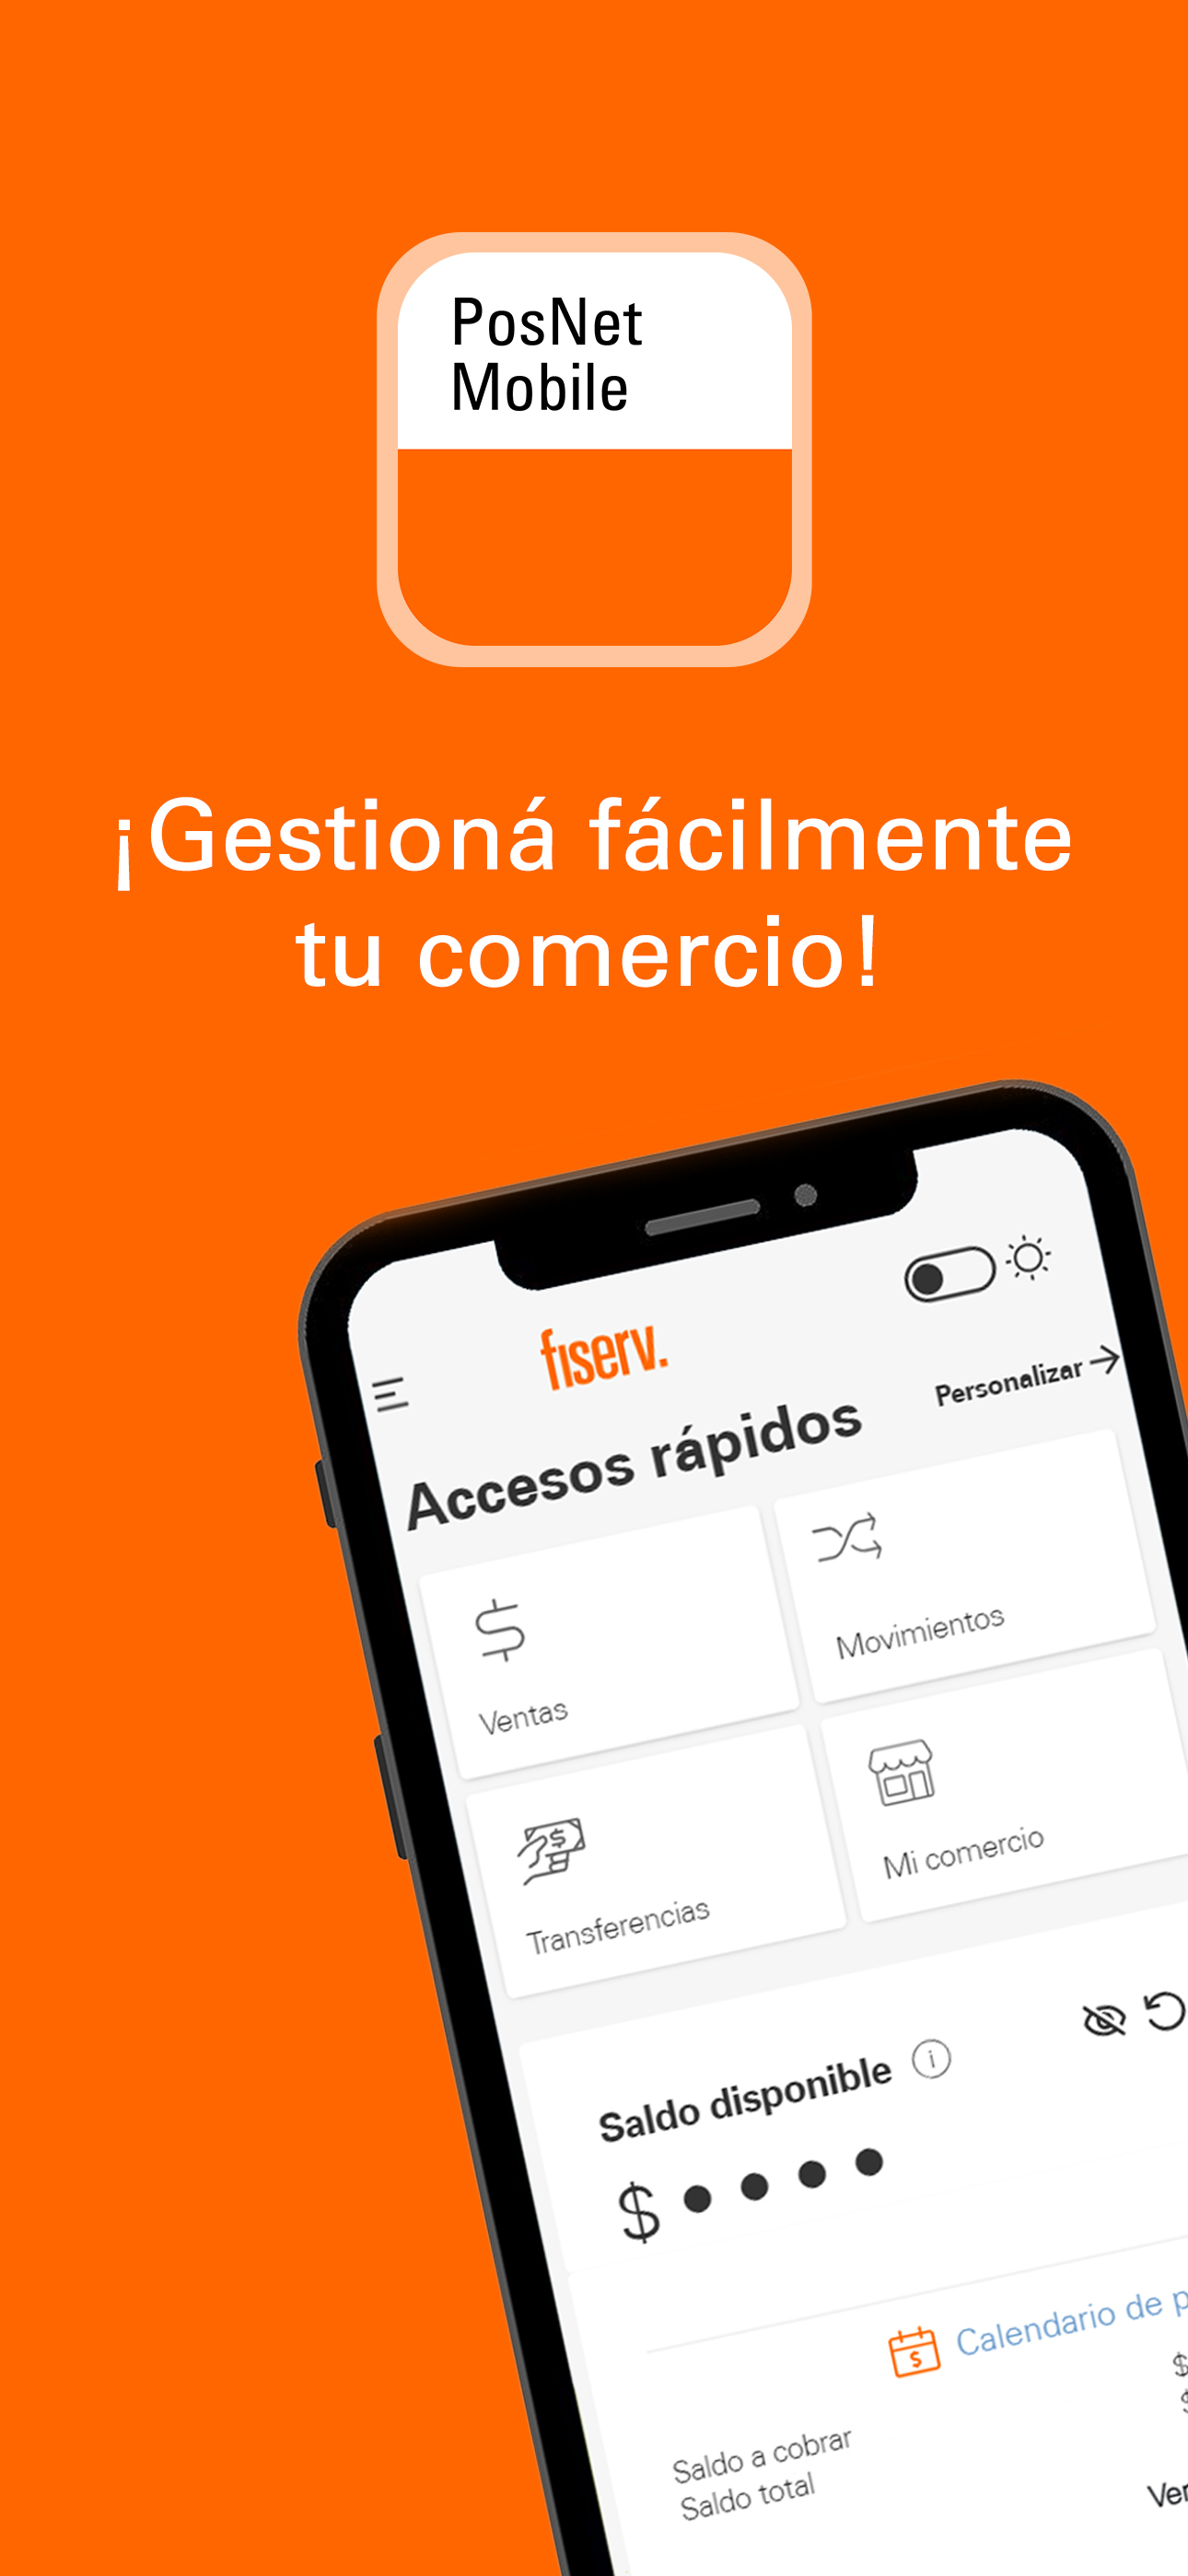 PosNet
Mobile
¡Gestioná fácilmente
tu comercio!
fiserv.
Personalizar
Accesos rápidos
Ventas
Movimientos
Transferencias
Mi comercio
Saldo disponible
$
Calendario de p
$
$
Saldo a cobrar
Saldo total
Ver